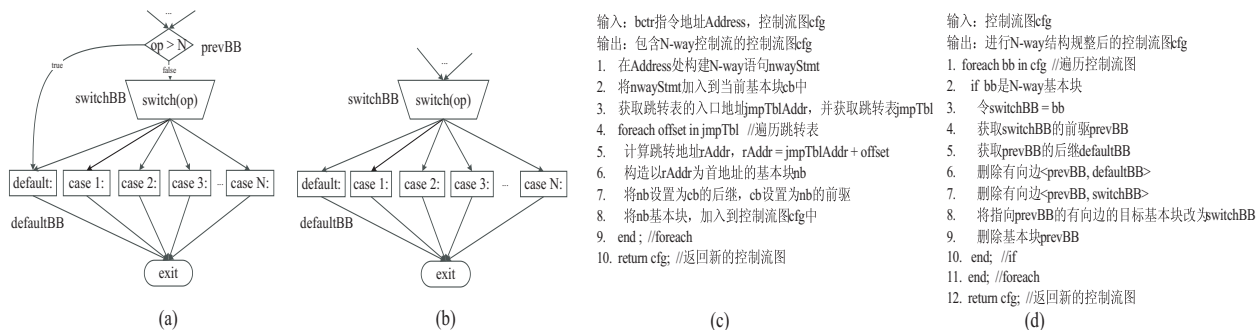 ...
op > N
prevBB
true
false
switchBB
switch(op)
default:
case 1:
case 2:
case 3:
...
case N:
defaultBB
exit
(a)
...
switchBB
switch(op)
default:
case 1:
case 2:
case 3:
...
case N:
defaultBB
exit
(b)
输入：bctr指令地址Address，控制流图cfg
输出：包含N-way控制流的控制流图cfg
1. 在Address处构建N-way语句nwayStmt
2. 将nwayStmt加入到当前基本块cb中
3. 获取跳转表的入口地址jmpTblAddr，并获取跳转表jmpTbl
4. foreach offset in jmpTbl //遍历跳转表
5. 计算跳转地址rAddr，rAddr = jmpTblAddr + offset
6. 构造以rAddr为首地址的基本块nb
7. 将nb设置为cb的后继，cb设置为nb的前驱
8. 将nb基本块，加入到控制流图cfg中
9. end ; //foreach
10. return cfg; //返回新的控制流图
(c)
输入：控制流图cfg
输出：进行N-way结构规整后的控制流图cfg
1. foreach bb in cfg //遍历控制流图
2. if bb是N-way基本块
3. 令switchBB = bb
4. 获取switchBB的前驱prevBB
5. 获取prevBB的后继defaultBB
6. 删除有向边<prevBB, defaultBB>
7. 删除有向边<prevBB, switchBB>
8. 将指向prevBB的有向边的目标基本块改为switchBB
9. 删除基本块prevBB
10. end; //if
11. end; //foreach
12. return cfg; //返回新的控制流图
(d)